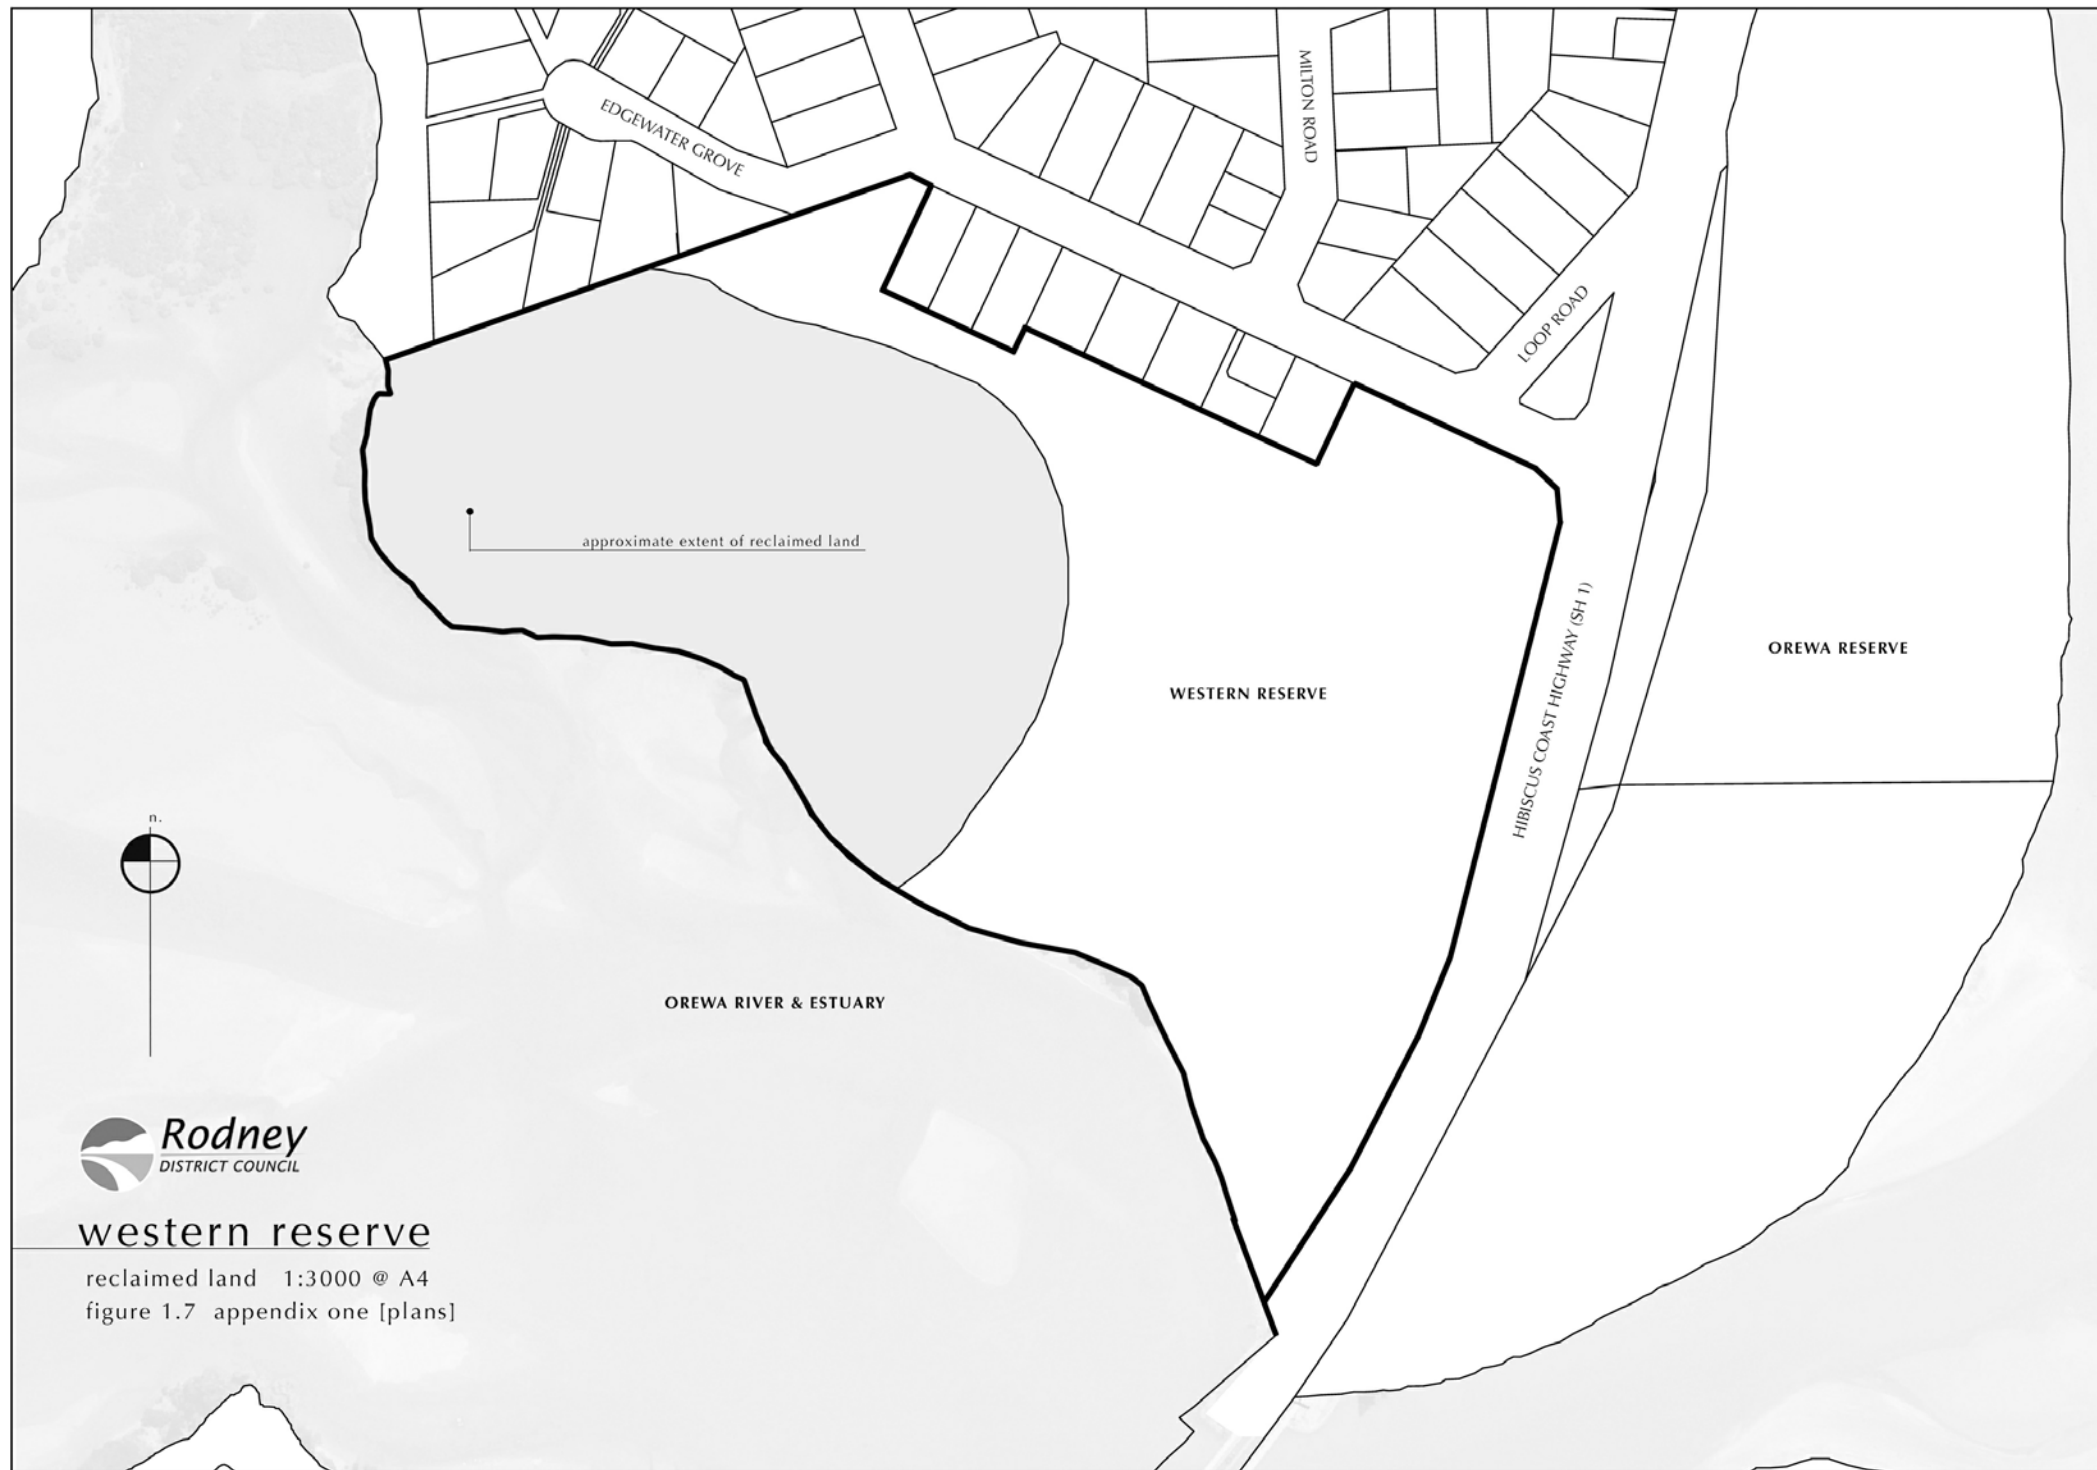 EDGEWATER GROVE
MILTON ROAD
LOOP ROAD
approximate extent of reclaimed land
HIBISCUS COAST HIGHWAY (SH 1)
OREWA RESERVE
WESTERN RESERVE
n.
OREWA RIVER & ESTUARY
Rodney
DISTRICT COUNCIL
western reserve
reclaimed land 1:3000 @ A4
figure 1.7 appendix one [plans]